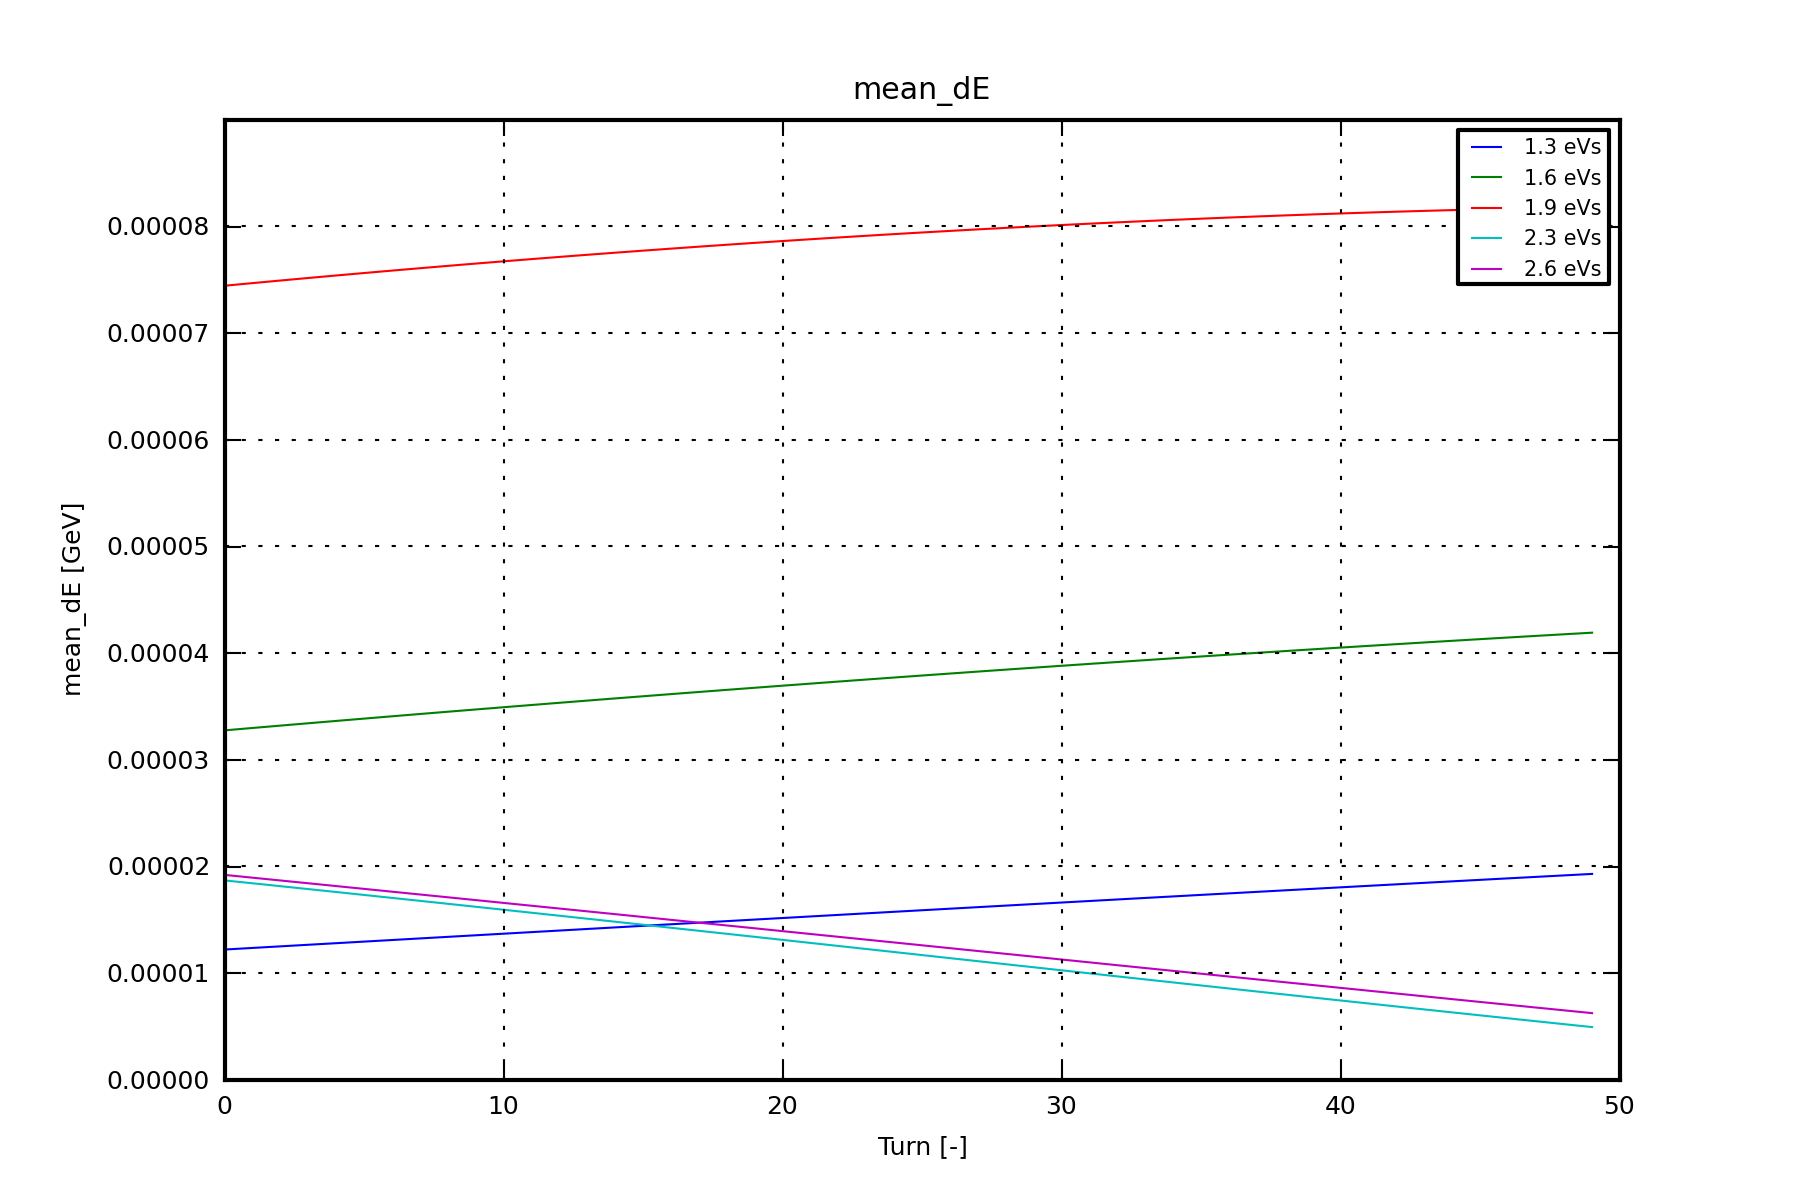 mean_dE
1.3 eVs
1.6 eVs
1.9 eVs
2.3 eVs
2.6 eVs
0.00008
0.00007
0.00006
0.00005
0.00004
0.00003
0.00002
0.00001
0.00000
mean_dE [GeV]
0 10 20 30 40 50
Turn [-]